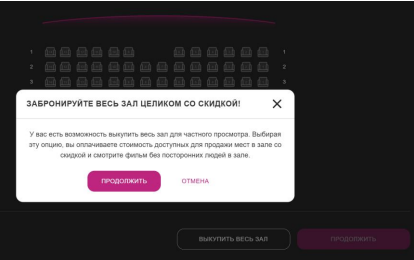 1 1
2 2
3 3
ЗАБРОНИРУЙТЕ ВЕСЬ ЗАЛ ЦЕЛИКОМ СО СКИДКОЙ!
У вас есть возможность выкупить весь зал для частного просмотра. Выбирая
эту опцию, вы оплачиваете стоимость доступных для продажи мест в зале со
скидкой и смотрите фильм без посторонних людей в зале.
ПРОДОЛЖИТЬ ОТМЕНА
ВЫКУПИТЬ ВЕСЬ ЗАЛ ПРОДОЛЖИТЬ